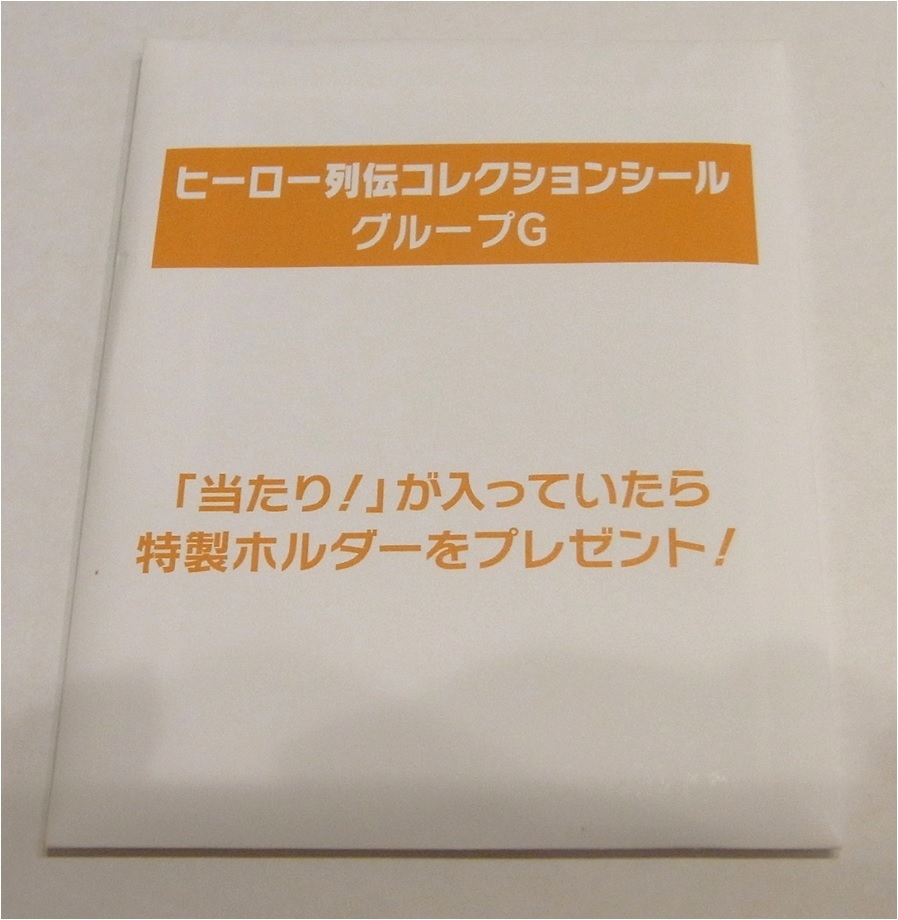 ヒーロー列伝コレクションシール
グループG
「当たり!」が入っていたら
特製ホルダーをプレゼント!